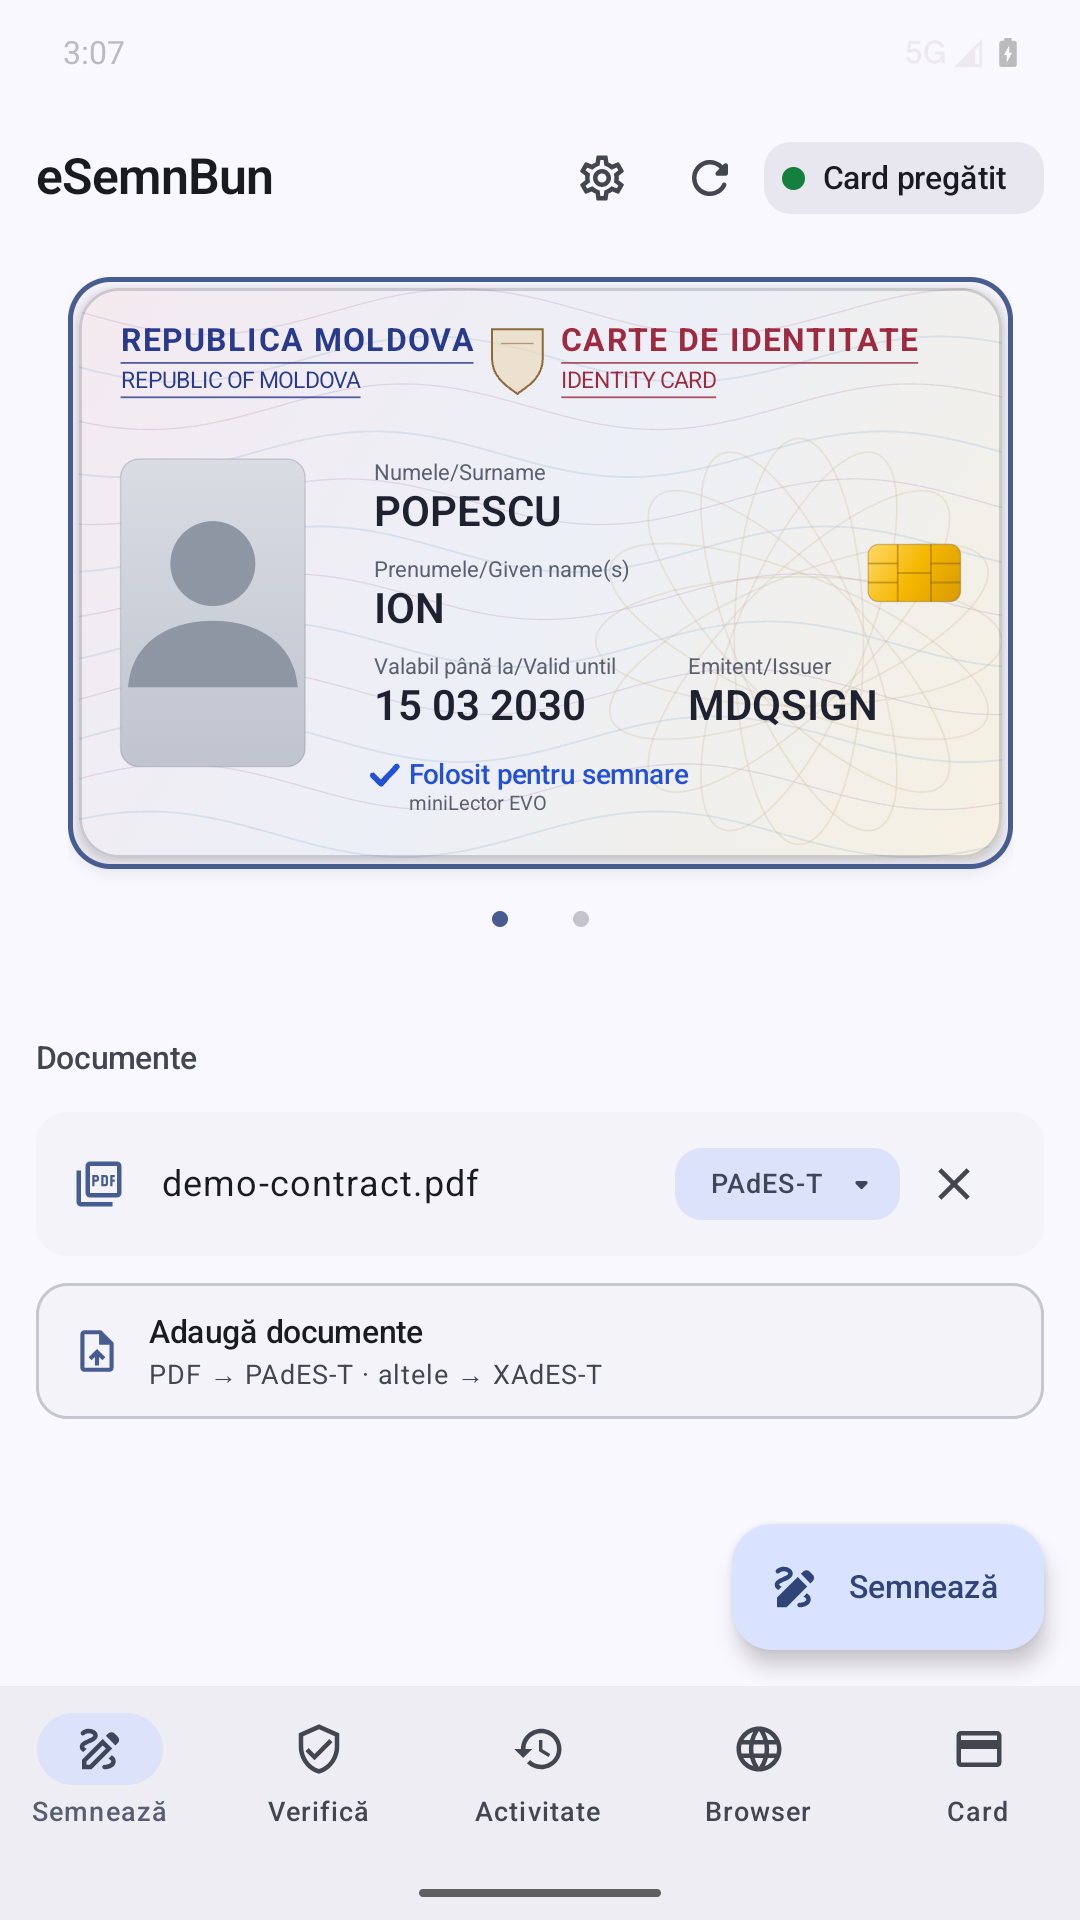 3:07
5G
eSemnBun
Card pregătit
REPUBLICA MOLDOVA
REPUBLIC OF MOLDOVA
CARTE DE IDENTITATE
IDENTITY CARD
Numele/Surname
POPESCU
Prenumele/Given name(s)
ION
Valabil până la/Valid until
15 03 2030
Emitent/Issuer
MDQSIGN
Folosit pentru semnare
miniLector EVO
Documente
PDF
demo-contract.pdf
PAdES-T
Adaugă documente
PDF → PAdES-T · altele → XAdES-T
Semnează
Semnează
Verifică
Activitate
Browser
Card